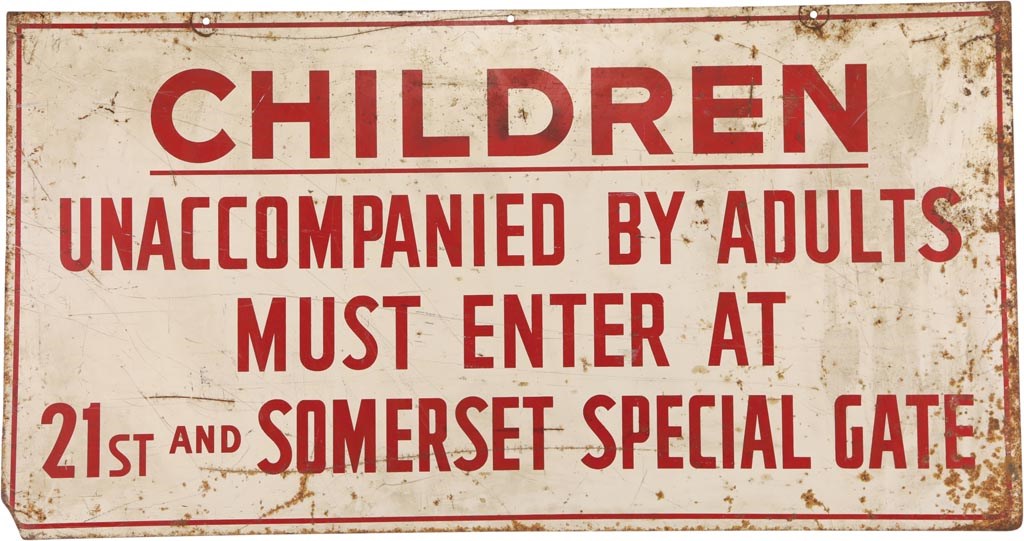 CHILDREN
UNACCOMPANIED BY ADULTS
MUST ENTER AT
21ST AND SOMERSET SPECIAL GATE